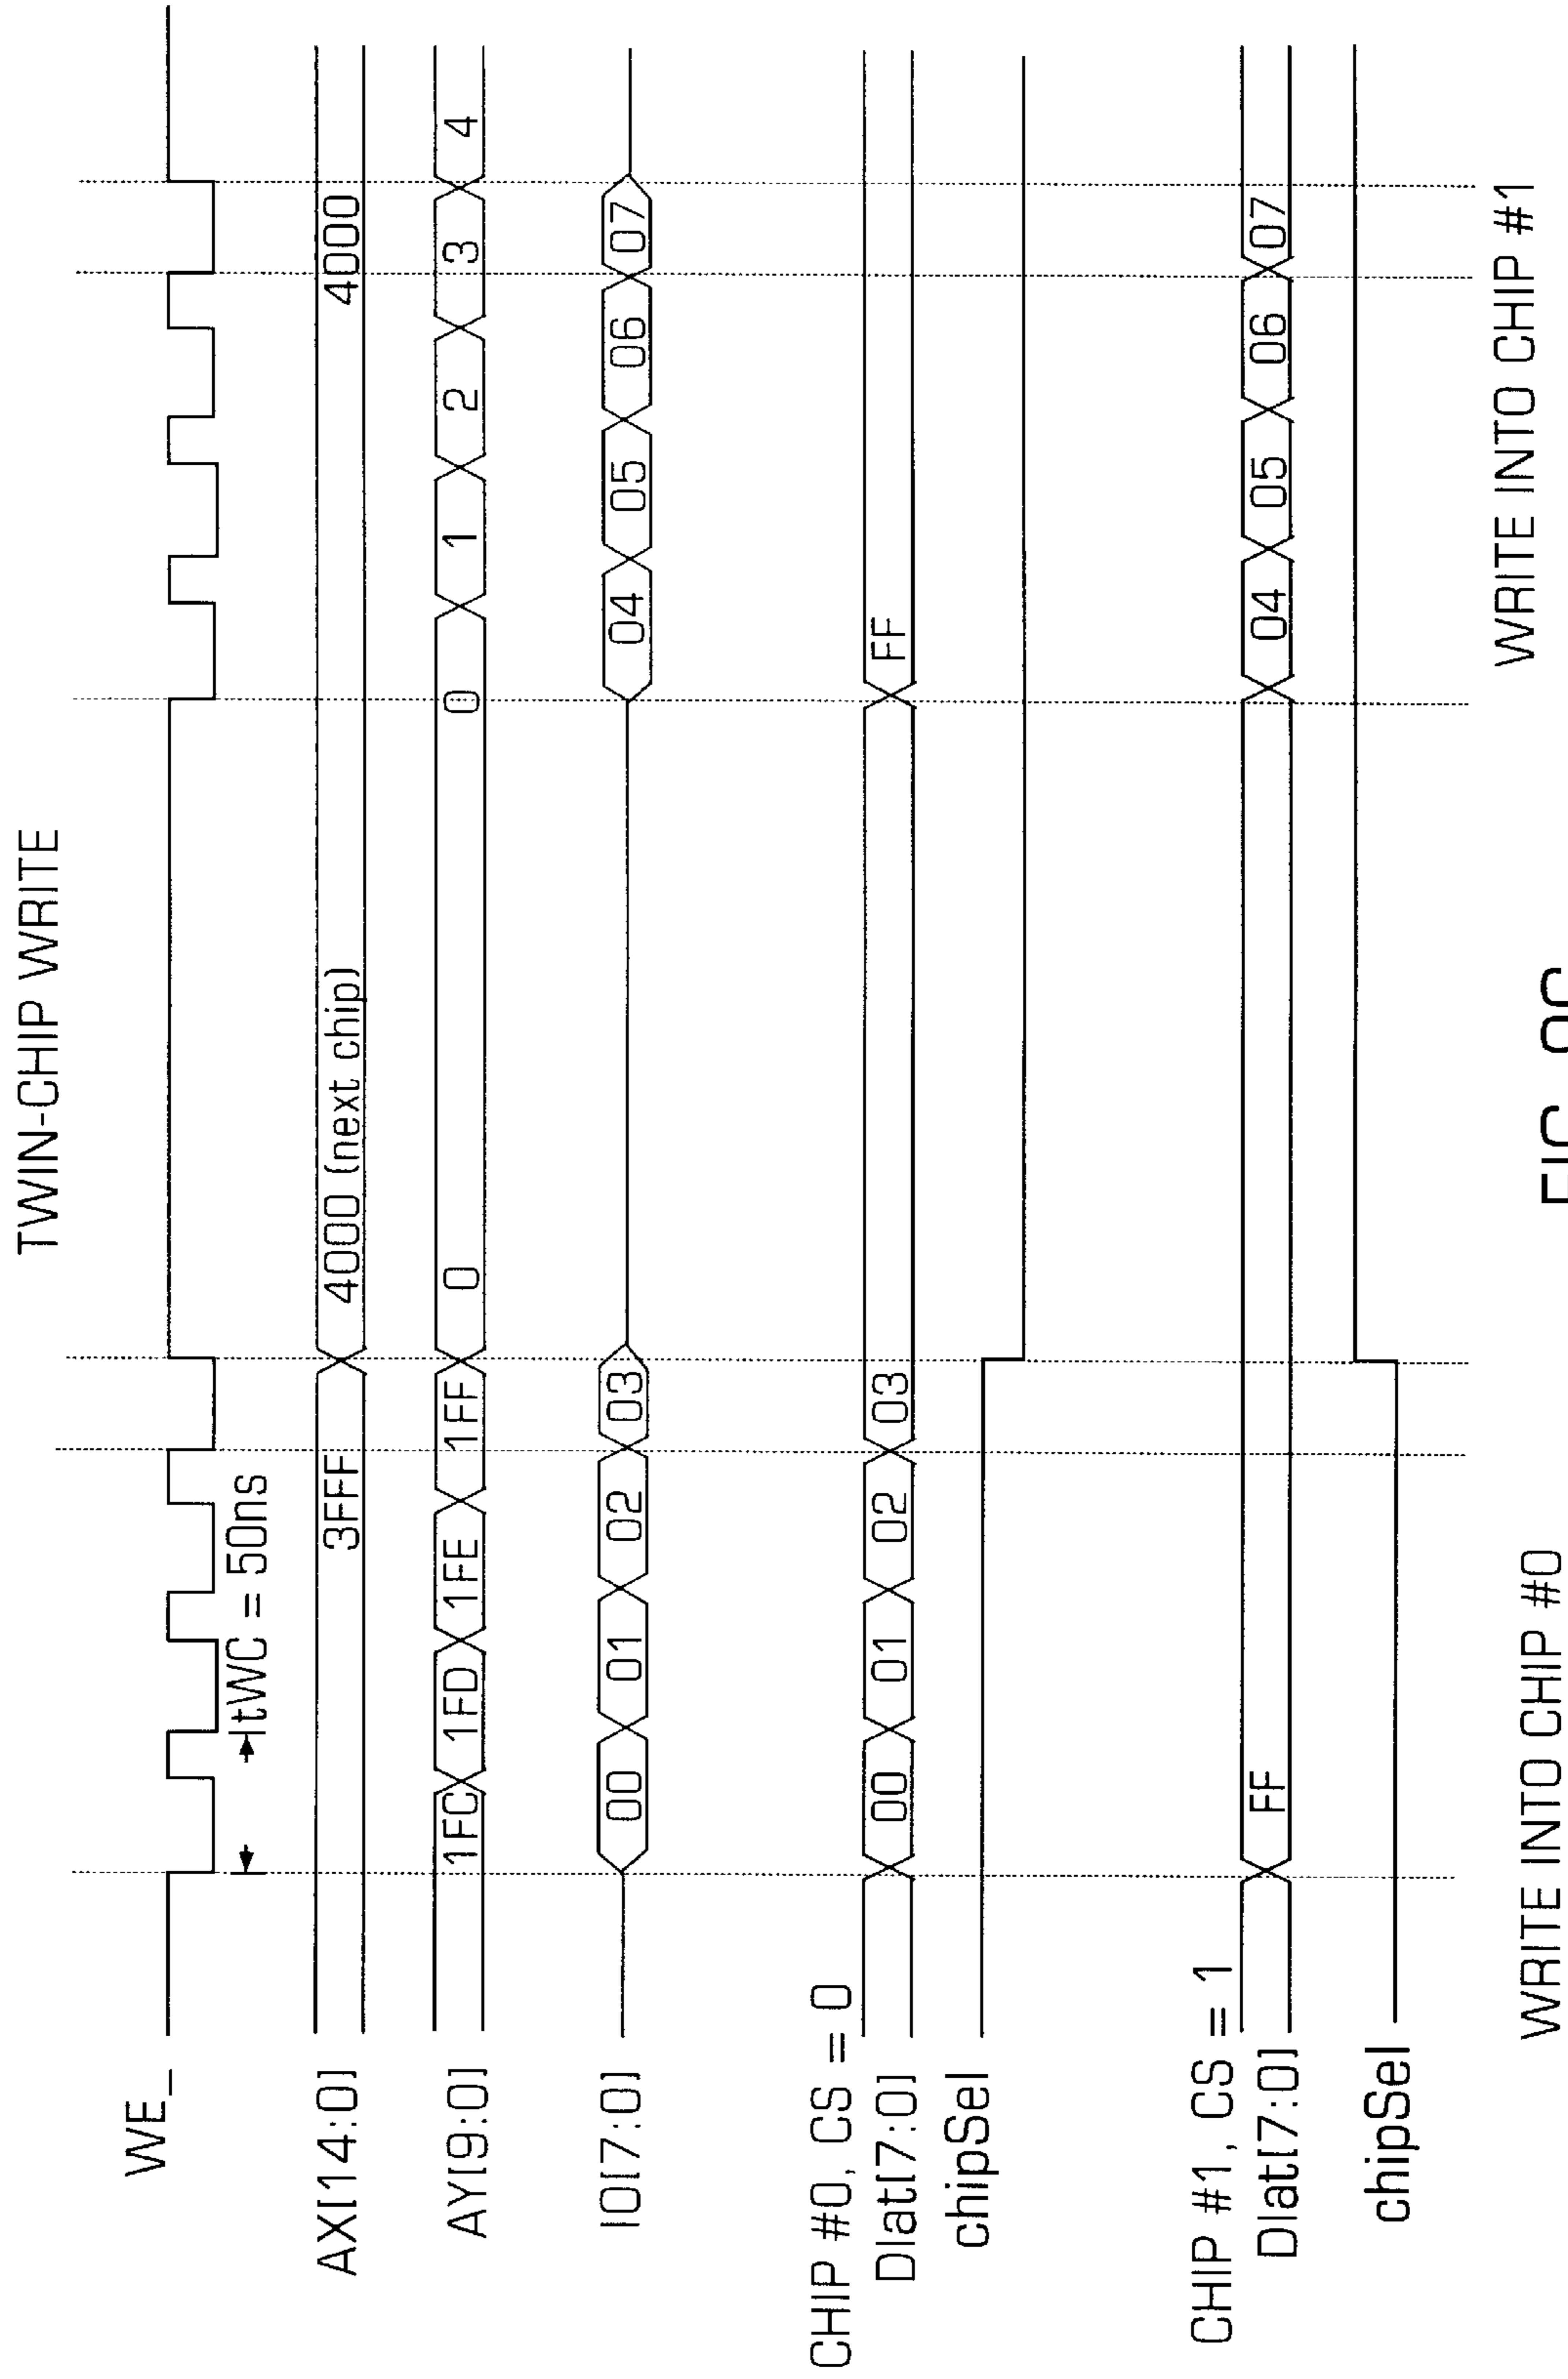 TWIN-CHIP WRITE
WE_
tWC = 50ns
AX[14:0] 3FFF 4000 (next chip) 4000
AY[9:0] 1FC 1FD 1FE 1FF 0 0 1 2 3 4
IO[7:0] 00 01 02 03 04 05 06 07
CHIP #0, CS = 0
Dlat[7:0] 00 01 02 03 FF
chipSel
CHIP #1, CS = 1
Dlat[7:0] FF 04 05 06 07
chipSel
WRITE INTO CHIP #0 WRITE INTO CHIP #1